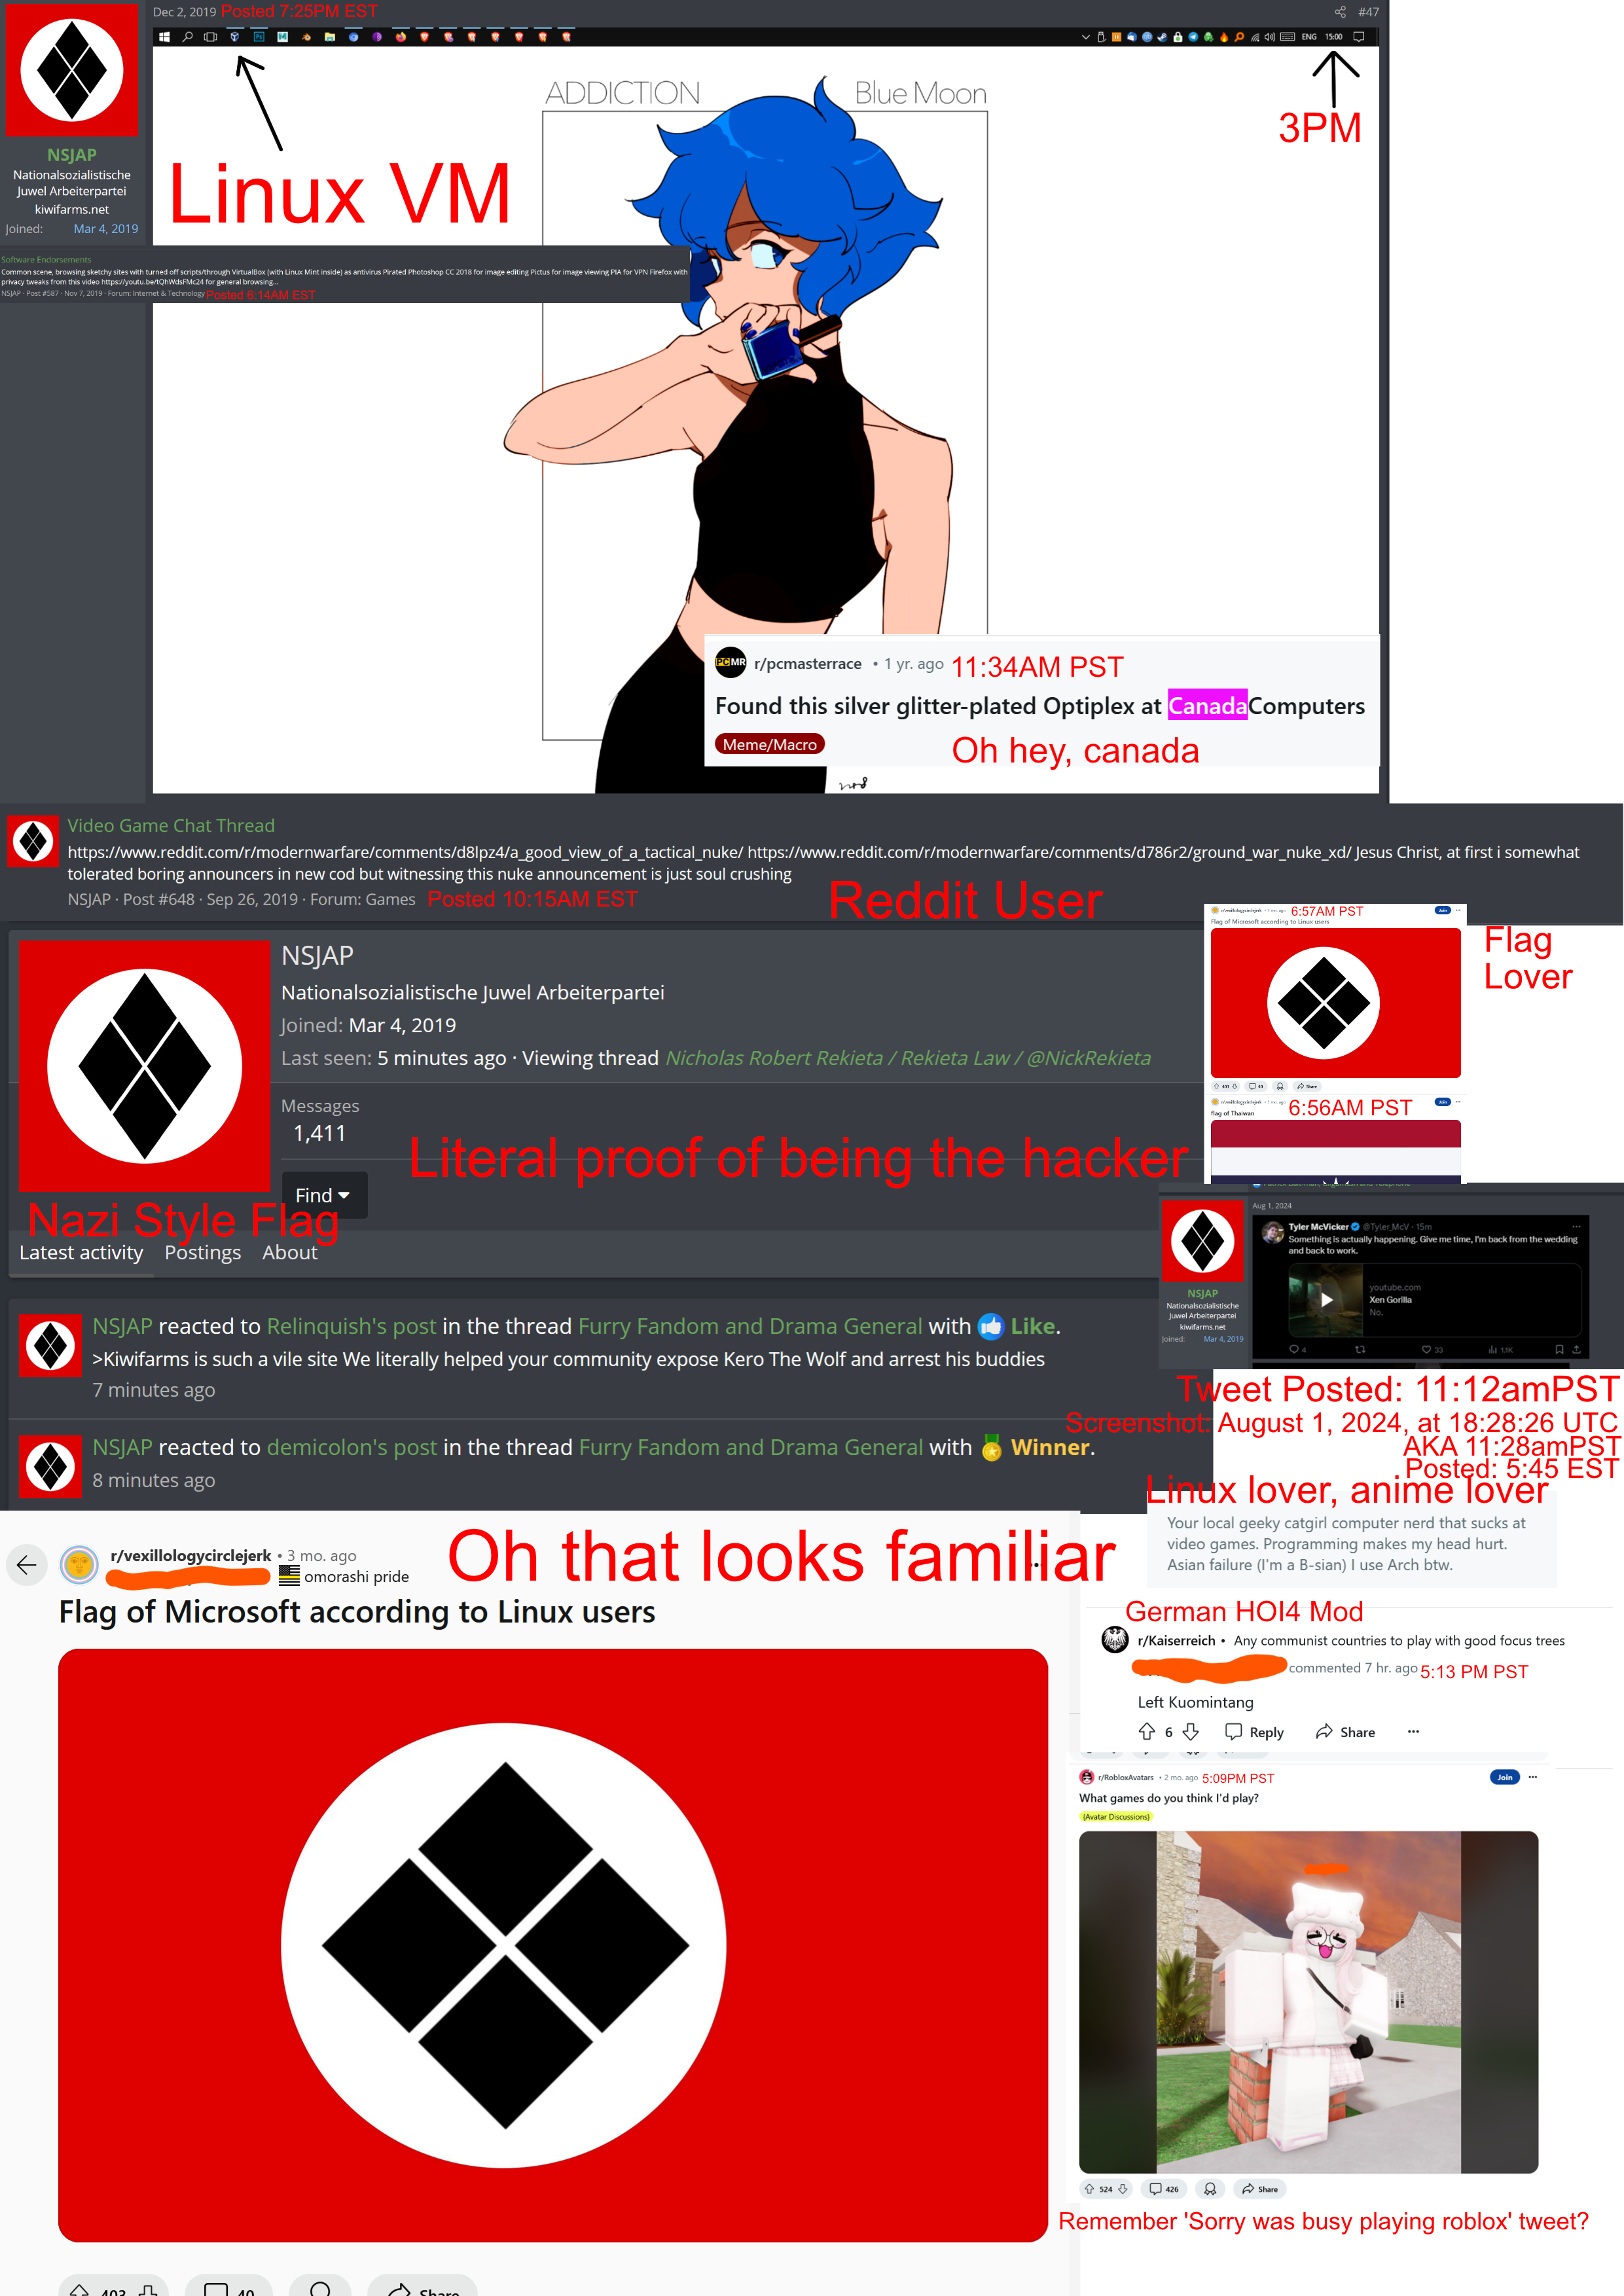 Dec 2, 2019 Posted 7:25PM EST
#47
ENG 15:00
NSJAP
Nationalsozialistische
Juwel Arbeiterpartei
kiwifarms.net
Joined: Mar 4, 2019
Linux VM
3PM
ADDICTION Blue Moon
Software Endorsements
Common scene, browsing sketchy sites with turned off scripts/through VirtualBox (with Linux Mint inside) as antivirus Pirated Photoshop CC 2018 for image editing Pictus for image viewing PIA for VPN Firefox with
privacy tweaks from this video https://youtu.be/tQhWdsFMc24 for general browsing...
NSJAP · Post #587 · Nov 7, 2019 · Forum: Internet & Technology Posted 6:14AM EST
PCMR r/pcmasterrace • 1 yr. ago 11:34AM PST
Found this silver glitter-plated Optiplex at CanadaComputers
Meme/Macro
Oh hey, canada
Video Game Chat Thread
https://www.reddit.com/r/modernwarfare/comments/d8lpz4/a_good_view_of_a_tactical_nuke/ https://www.reddit.com/r/modernwarfare/comments/d786r2/ground_war_nuke_xd/ Jesus Christ, at first i somewhat
tolerated boring announcers in new cod but witnessing this nuke announcement is just soul crushing
NSJAP · Post #648 · Sep 26, 2019 · Forum: Games Posted 10:15AM EST
Reddit User
NSJAP
Nationalsozialistische Juwel Arbeiterpartei
Joined: Mar 4, 2019
Last seen: 5 minutes ago · Viewing thread Nicholas Robert Rekieta / Rekieta Law / @NickRekieta
Messages
1,411
Literal proof of being the hacker
Find
Nazi Style Flag
Latest activity Postings About
6:57AM PST
Join
Flag of Microsoft according to Linux users
Share
6:56AM PST
Join
flag of Thaiwan
Flag
Lover
NSJAP reacted to Relinquish's post in the thread Furry Fandom and Drama General with Like.
>Kiwifarms is such a vile site We literally helped your community expose Kero The Wolf and arrest his buddies
7 minutes ago
NSJAP reacted to demicolon's post in the thread Furry Fandom and Drama General with Winner.
8 minutes ago
Aug 1, 2024
NSJAP
Nationalsozialistische
Juwel Arbeiterpartei
kiwifarms.net
Joined: Mar 4, 2019
Tyler McVicker @Tyler_McV · 15m
Something is actually happening. Give me time, I'm back from the wedding
and back to work.
youtube.com
Xen Gorilla
No.
4 33 1.1K
Tweet Posted: 11:12amPST
Screenshot: August 1, 2024, at 18:28:26 UTC
AKA 11:28amPST
Posted: 5:45 EST
Linux lover, anime lover
Your local geeky catgirl computer nerd that sucks at
video games. Programming makes my head hurt.
Asian failure (I'm a B-sian) I use Arch btw.
Oh that looks familiar
r/vexillologycirclejerk • 3 mo. ago
omorashi pride
Flag of Microsoft according to Linux users
403 40 Share
German HOI4 Mod
r/Kaiserreich • Any communist countries to play with good focus trees
commented 7 hr. ago 5:13 PM PST
Left Kuomintang
6 Reply Share
r/RobloxAvatars • 2 mo. ago 5:09PM PST
Join
What games do you think I'd play?
(Avatar Discussions)
524 426 Share
Remember 'Sorry was busy playing roblox' tweet?